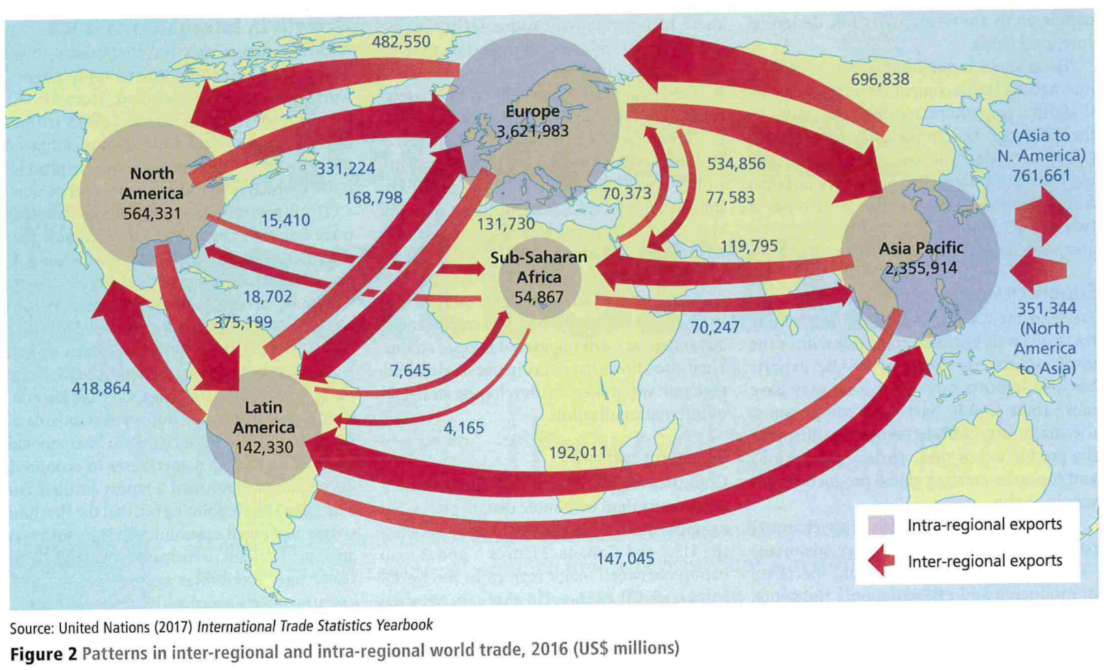 482,550
696,838
Europe
3,621,983
(Asia to
N. America)
761,661
North
America
564,331
331,224
168,798
534,856
70,373
77,583
15,410
131,730
119,795
Sub-Saharan
Africa
54,867
Asia Pacific
2,355,914
18,702
375,199
70,247
351,344
(North
America
to Asia)
418,864
7,645
Latin
America
142,330
4,165
192,011
147,045
Intra-regional exports
Inter-regional exports
Source: United Nations (2017) International Trade Statistics Yearbook
Figure 2 Patterns in inter-regional and intra-regional world trade, 2016 (US$ millions)